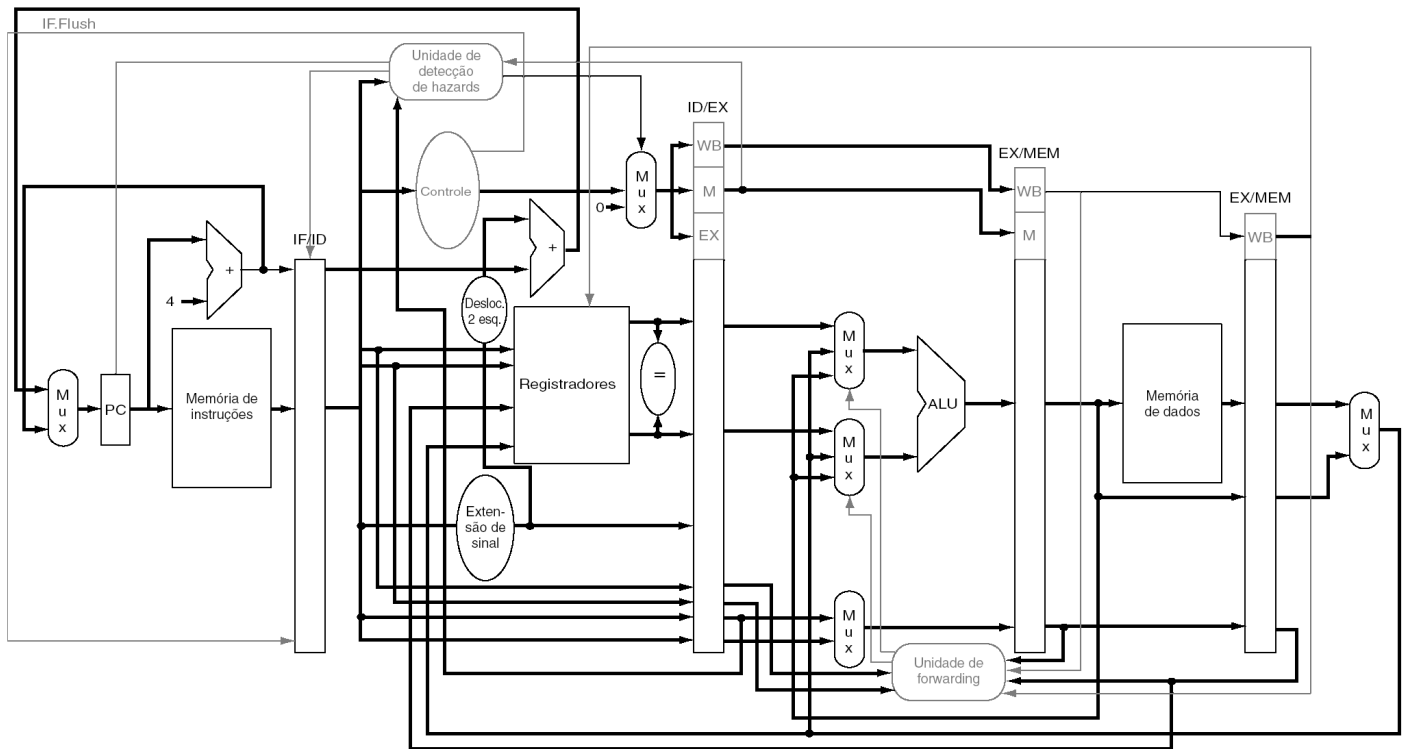 IF.Flush
Unidade de
detecção
de hazards
ID/EX
WB
M
EX
EX/MEM
WB
M
EX/MEM
WB
Controle
M
u
x
0
IF/ID
+
4
+
Desloc.
2 esq.
Memória de
instruções
M
u
x
PC
Registradores
=
Exten-
são de
sinal
M
u
x
M
u
x
ALU
Memória
de dados
M
u
x
M
u
x
Unidade de
forwarding